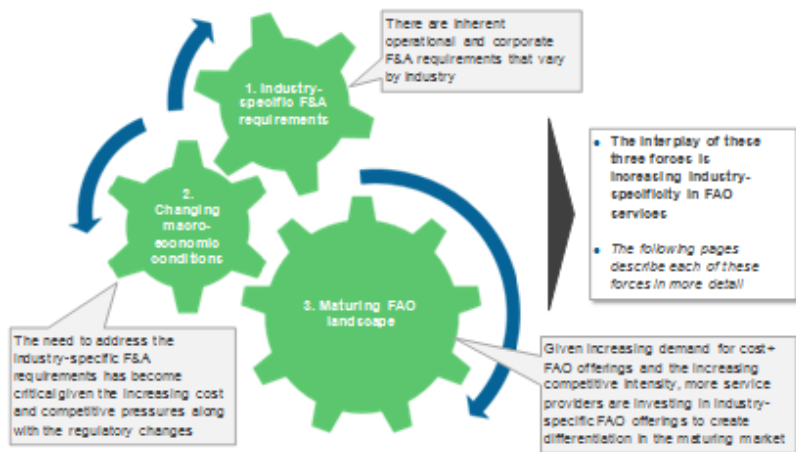 There are inherent
operational and corporate
F&A requirements that vary
by industry
1. Industry-
specific F&A
requirements
2.
Changing
macro-
economic
conditions
3. Maturing FAO
landscape
The need to address the
industry-specific F&A
requirements has become
critical given the increasing cost
and competitive pressures along
with the regulatory changes
Given increasing demand for cost+
FAO offerings and the increasing
competitive intensity, more service
providers are investing in industry-
specific FAO offerings to create
differentiation in the maturing market
• The interplay of these
three forces is
increasing industry-
specificity in FAO
services
• The following pages
describe each of these
forces in more detail